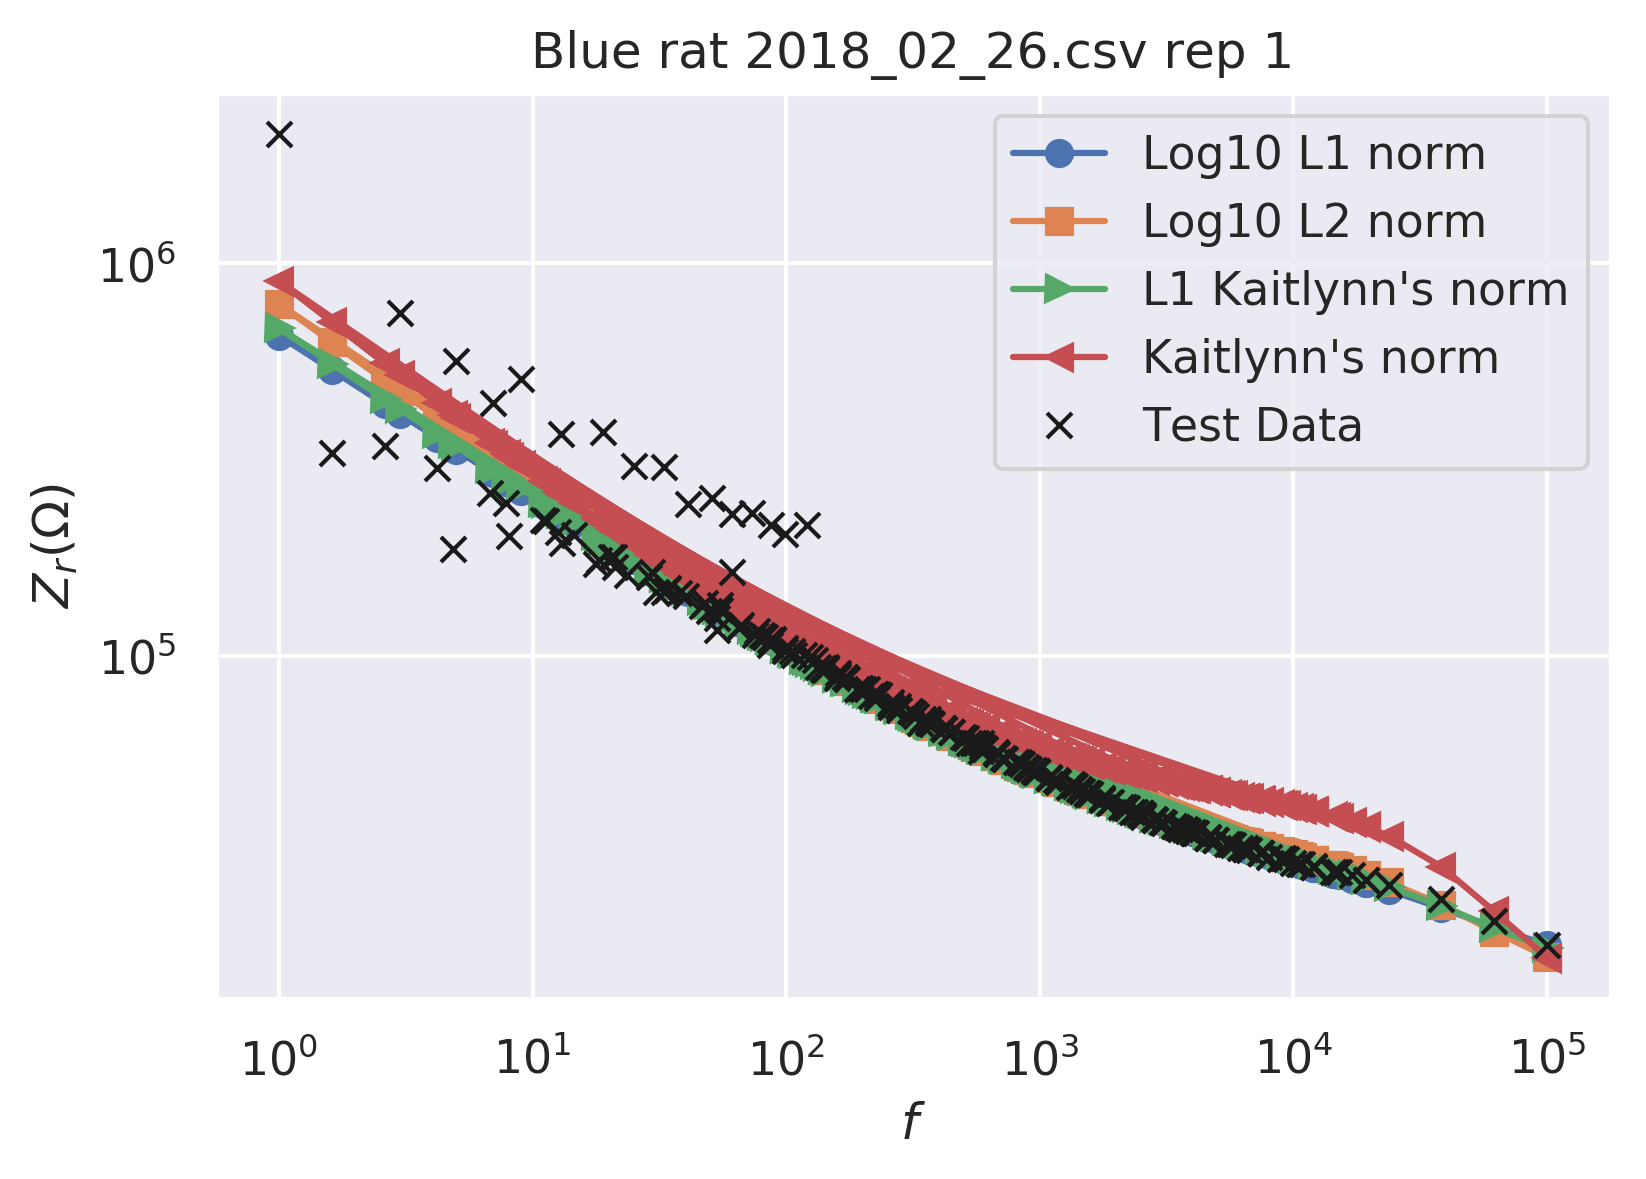 Blue rat 2018_02_26.csv rep 1
Log10 L1 norm
Log10 L2 norm
L1 Kaitlynn's norm
Kaitlynn's norm
Test Data
10⁶
10⁵
Zᵣ(Ω)
10⁰ 10¹ 10² 10³ 10⁴ 10⁵
f